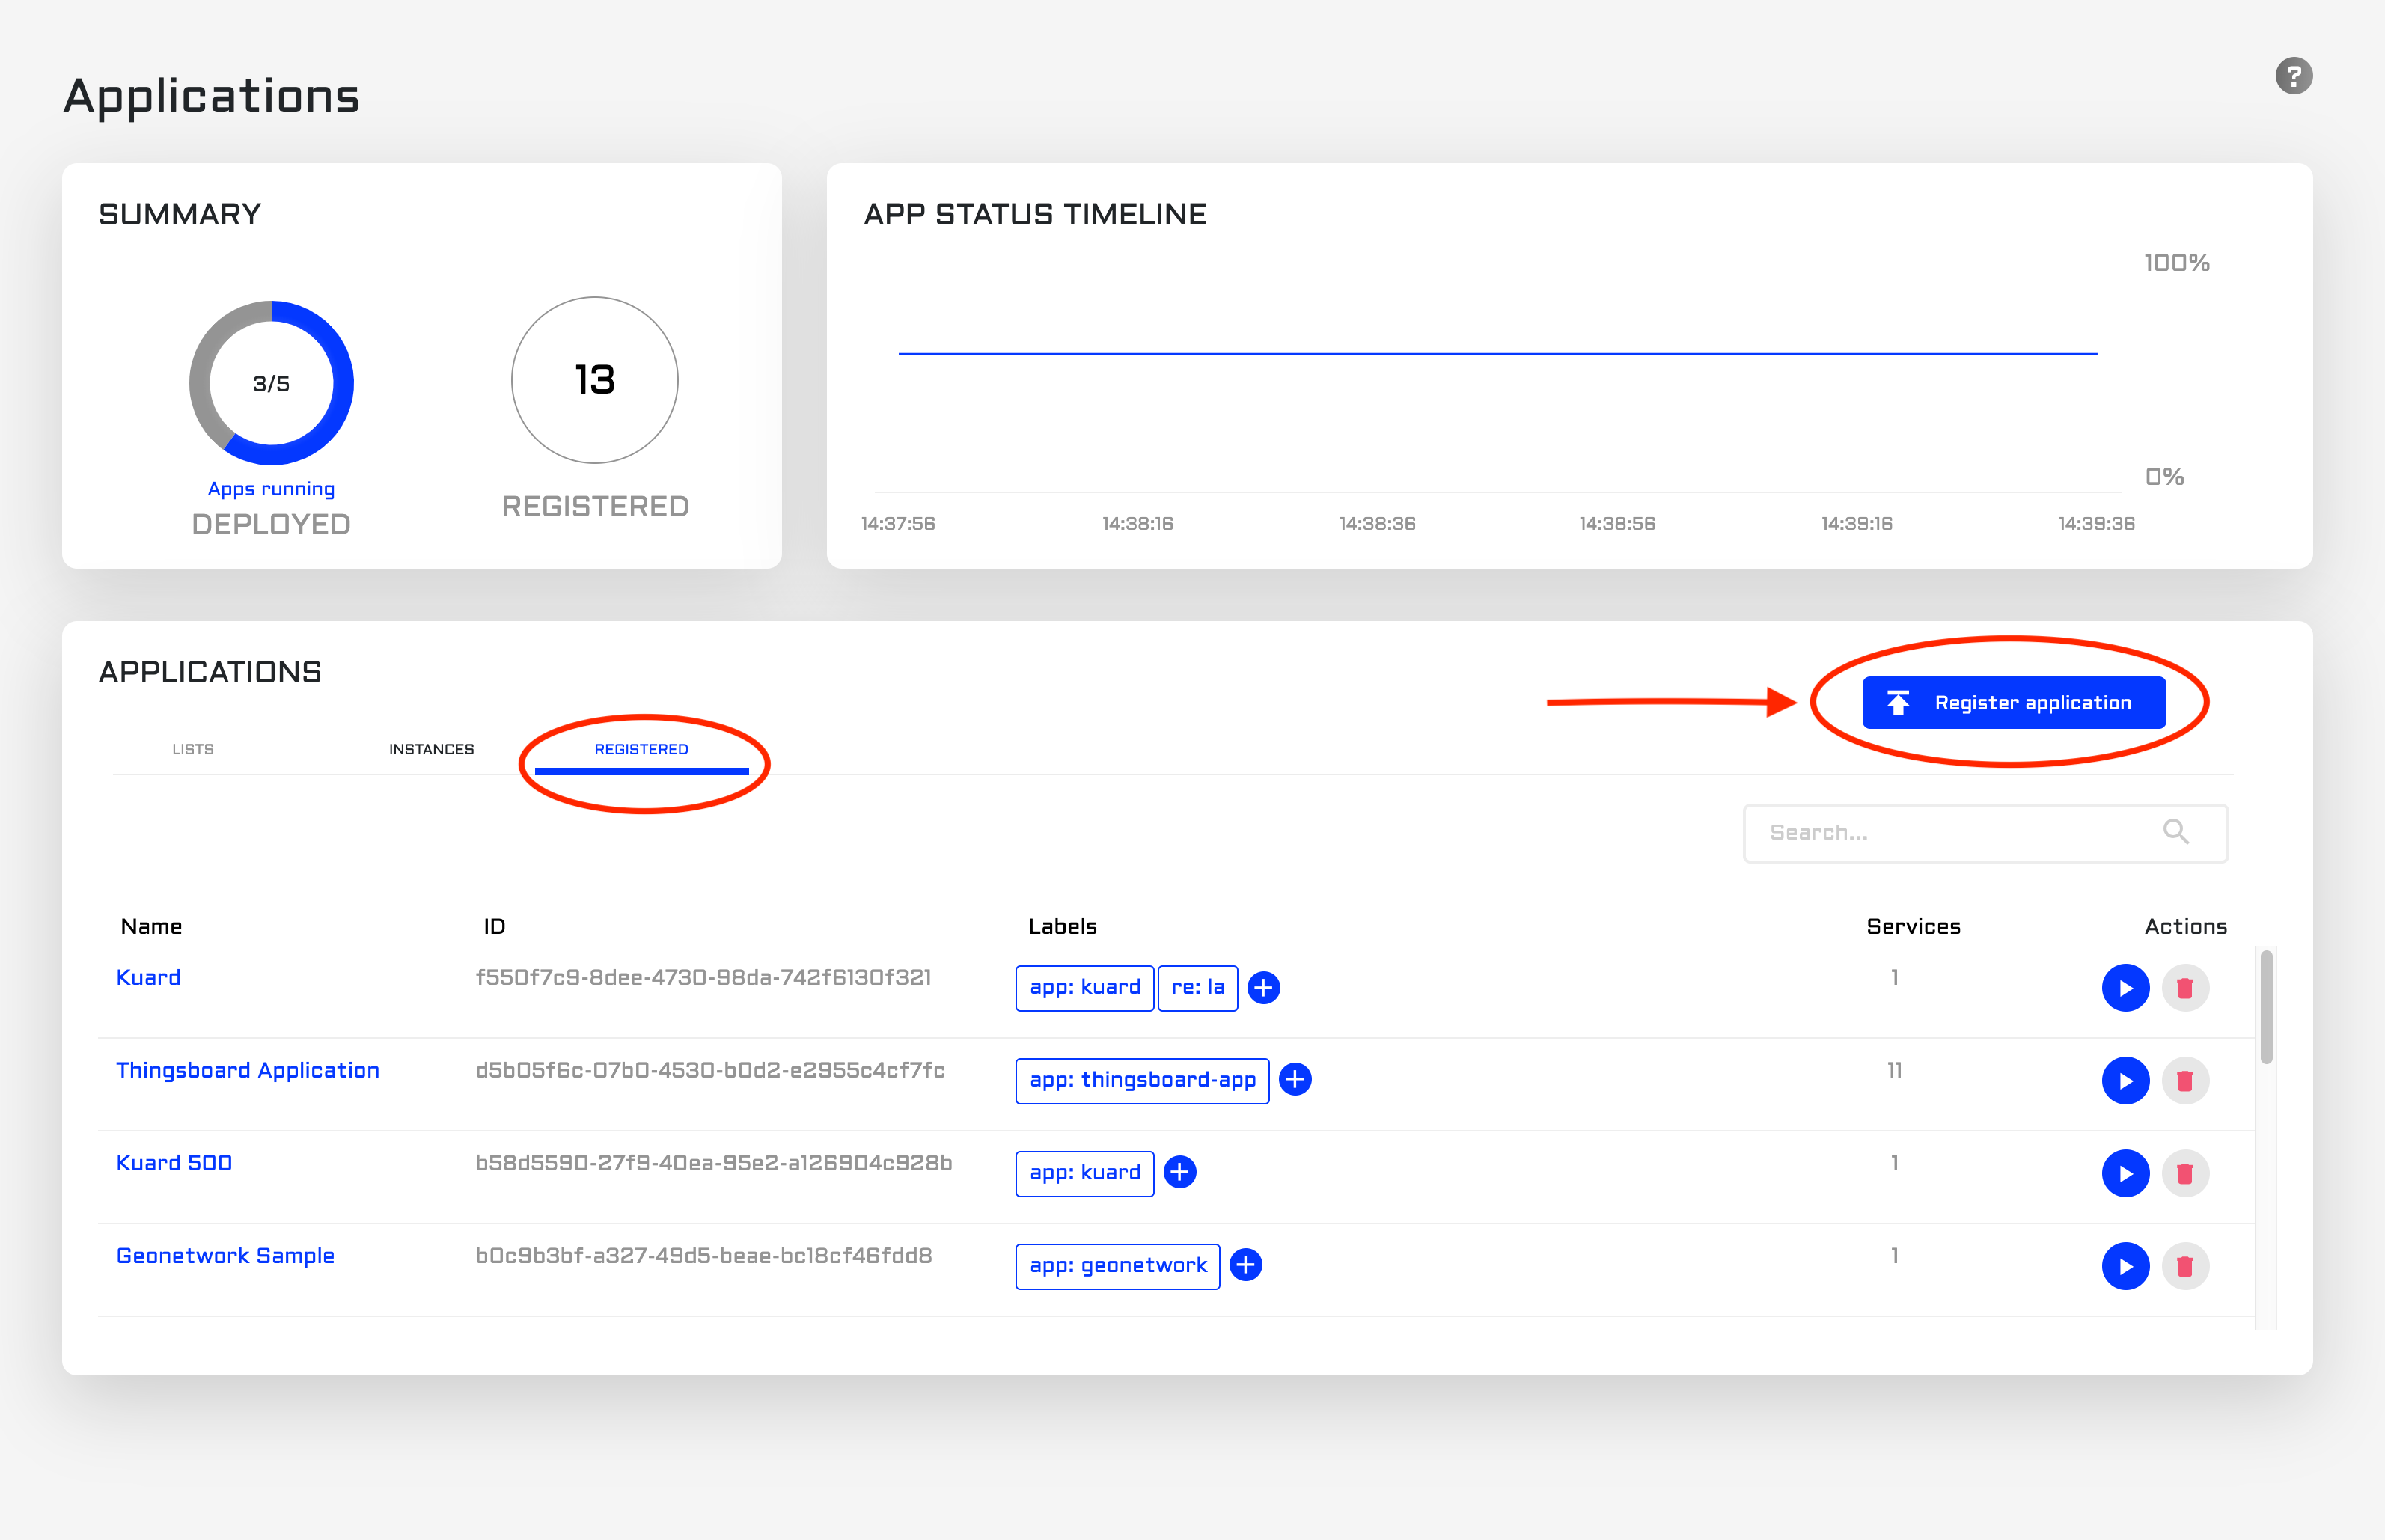 Applications
?
SUMMARY
3/5
Apps running
DEPLOYED
13
REGISTERED
APP STATUS TIMELINE
100%
0%
14:37:56 14:38:16 14:38:36 14:38:56 14:39:16 14:39:36
APPLICATIONS
Register application
LISTS INSTANCES REGISTERED
Search...
Name ID Labels Services Actions
Kuard f550f7c9-8dee-4730-98da-742f6130f321 app: kuard re: la 1
Thingsboard Application d5b05f6c-07b0-4530-b0d2-e2955c4cf7fc app: thingsboard-app 11
Kuard 500 b58d5590-27f9-40ea-95e2-a126904c928b app: kuard 1
Geonetwork Sample b0c9b3bf-a327-49d5-beae-bc18cf46fdd8 app: geonetwork 1